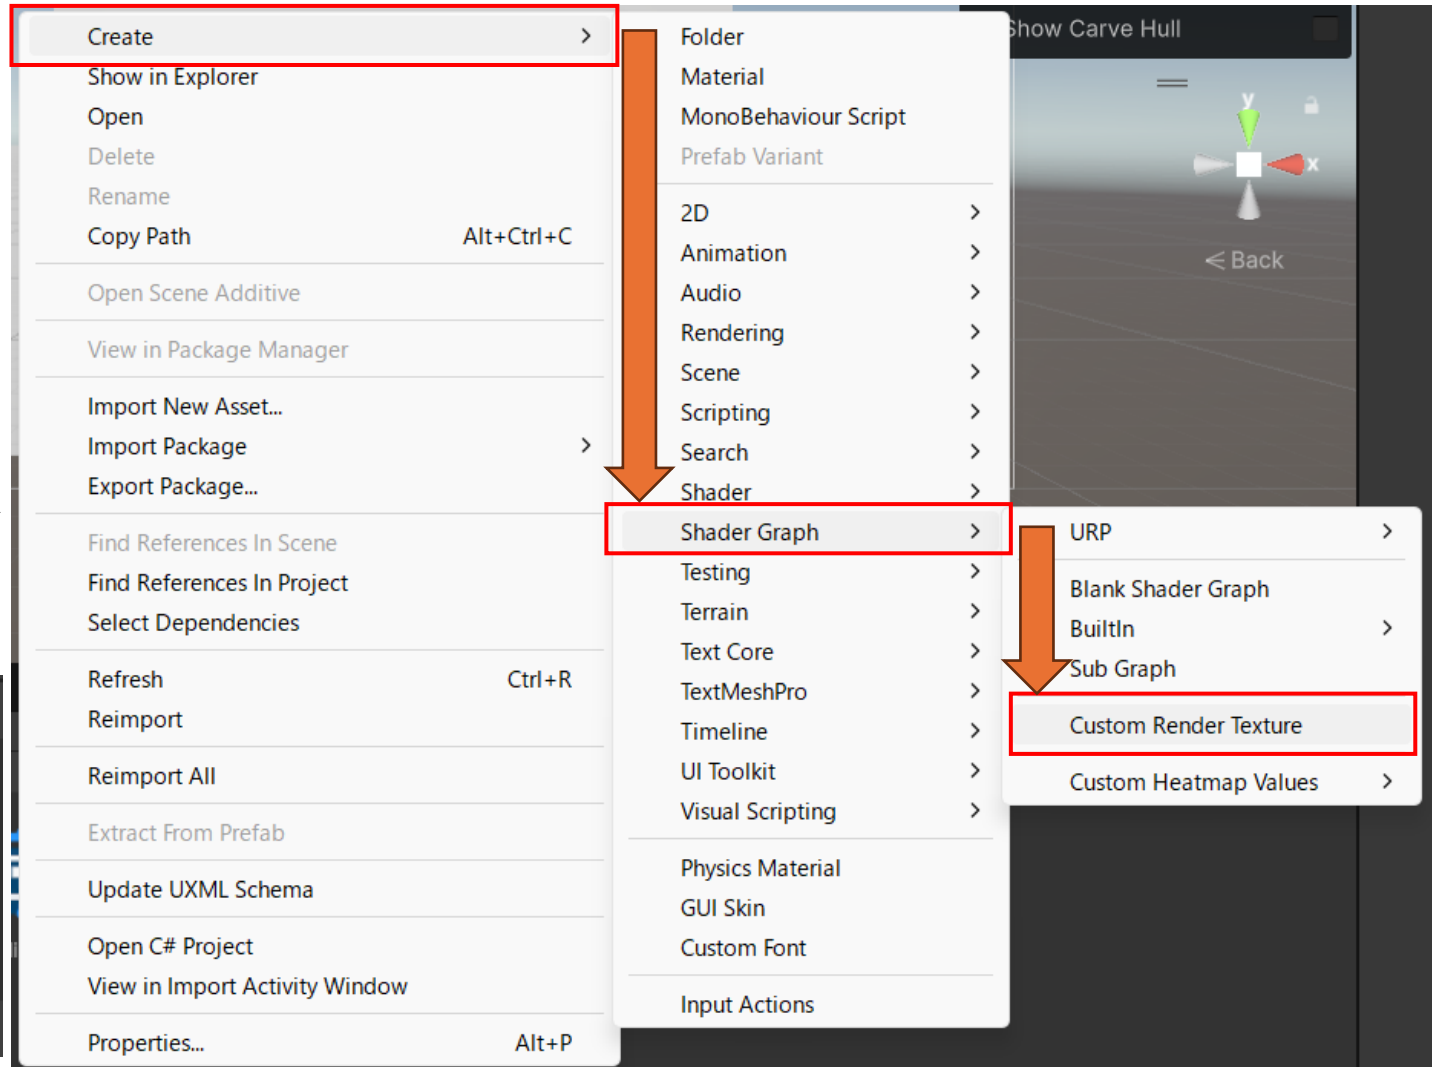 Create
Show in Explorer
Open
Delete
Rename
Copy Path Alt+Ctrl+C
Open Scene Additive
View in Package Manager
Import New Asset...
Import Package
Export Package...
Find References In Scene
Find References In Project
Select Dependencies
Refresh Ctrl+R
Reimport
Reimport All
Extract From Prefab
Update UXML Schema
Open C# Project
View in Import Activity Window
Properties... Alt+P
Folder
Material
MonoBehaviour Script
Prefab Variant
2D
Animation
Audio
Rendering
Scene
Scripting
Search
Shader
Shader Graph
Testing
Terrain
Text Core
TextMeshPro
Timeline
UI Toolkit
Visual Scripting
Physics Material
GUI Skin
Custom Font
Input Actions
Show Carve Hull
y
x
Back
URP
Blank Shader Graph
BuiltIn
Sub Graph
Custom Render Texture
Custom Heatmap Values